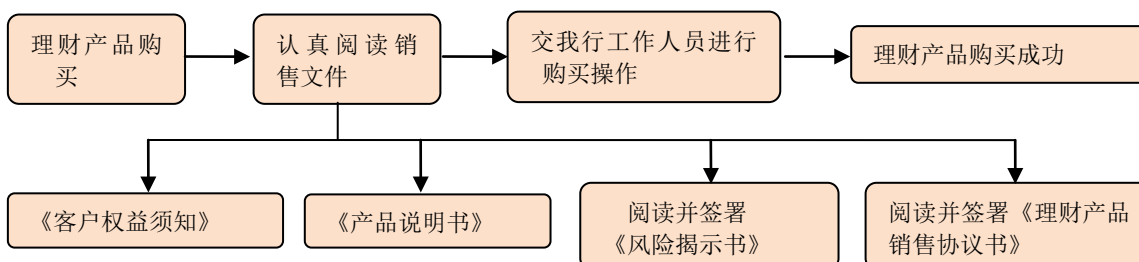 理财产品购
买
认真阅读销
售文件
交我行工作人员进行
购买操作
理财产品购买成功
《客户权益须知》
《产品说明书》
阅读并签署
《风险揭示书》
阅读并签署《理财产品
销售协议书》